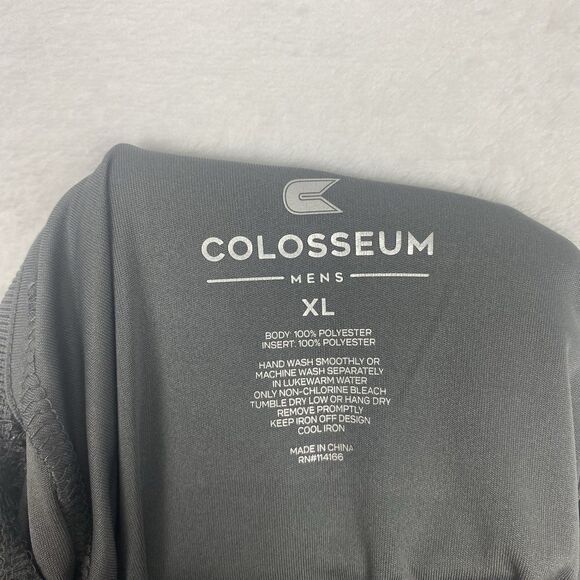 COLOSSEUM
MENS
XL
BODY: 100% POLYESTER
INSERT: 100% POLYESTER
HAND WASH SMOOTHLY OR
MACHINE WASH SEPARATELY
IN LUKEWARM WATER
ONLY NON-CHLORINE BLEACH
TUMBLE DRY LOW OR HANG DRY
REMOVE PROMPTLY
KEEP IRON OFF DESIGN
COOL IRON
MADE IN CHINA
RN#114166